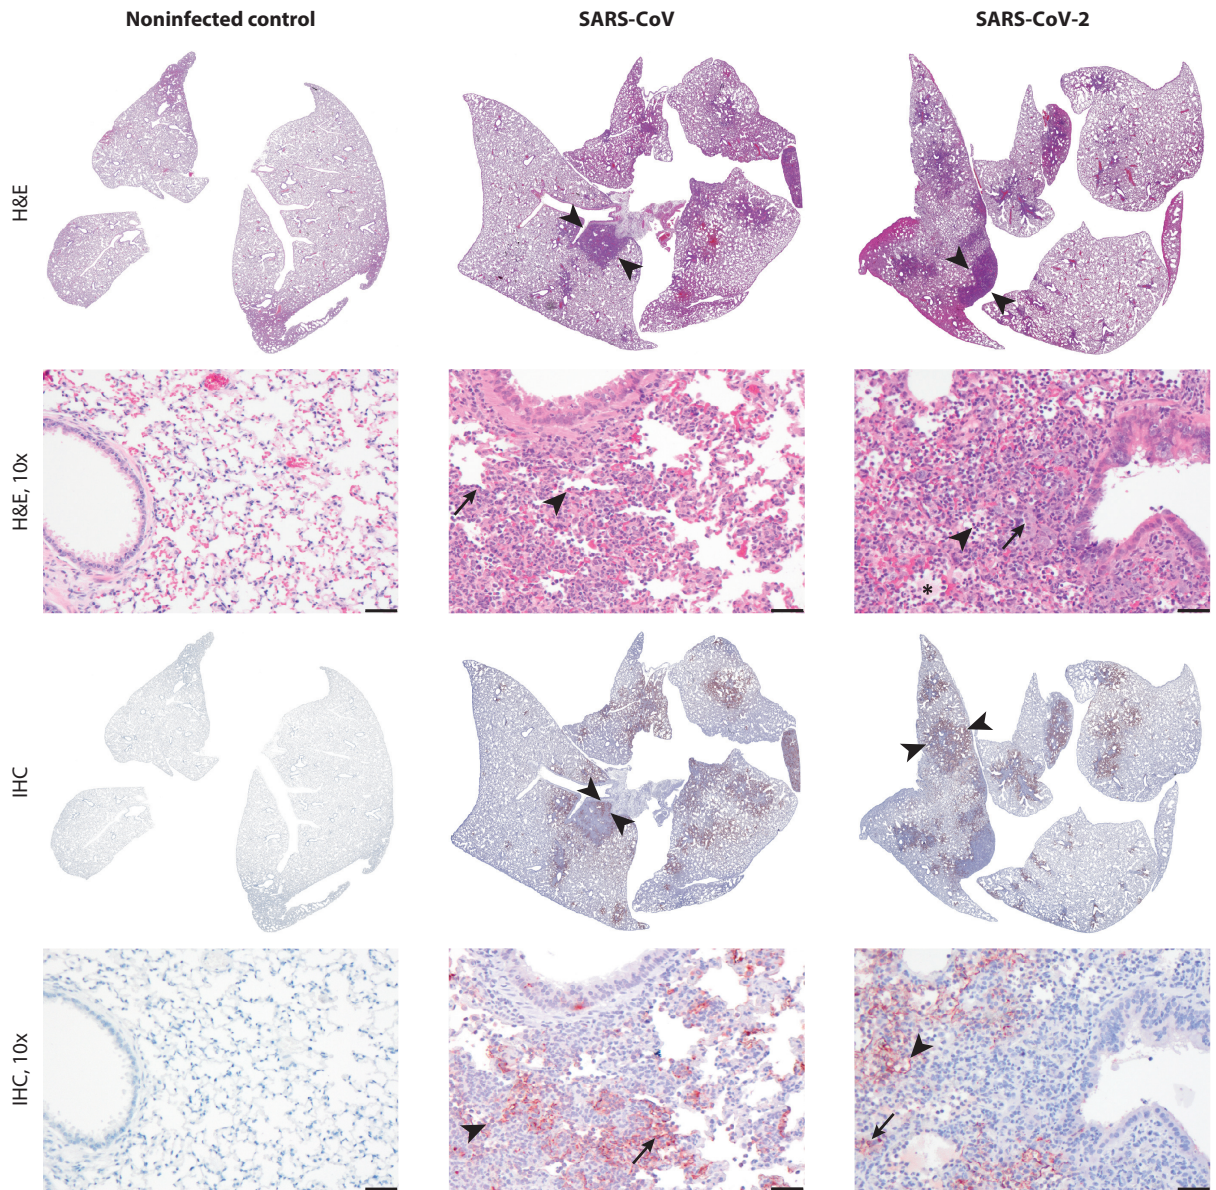 Noninfected control
SARS-CoV
SARS-CoV-2
H&E
H&E, 10x
*
IHC
IHC, 10x